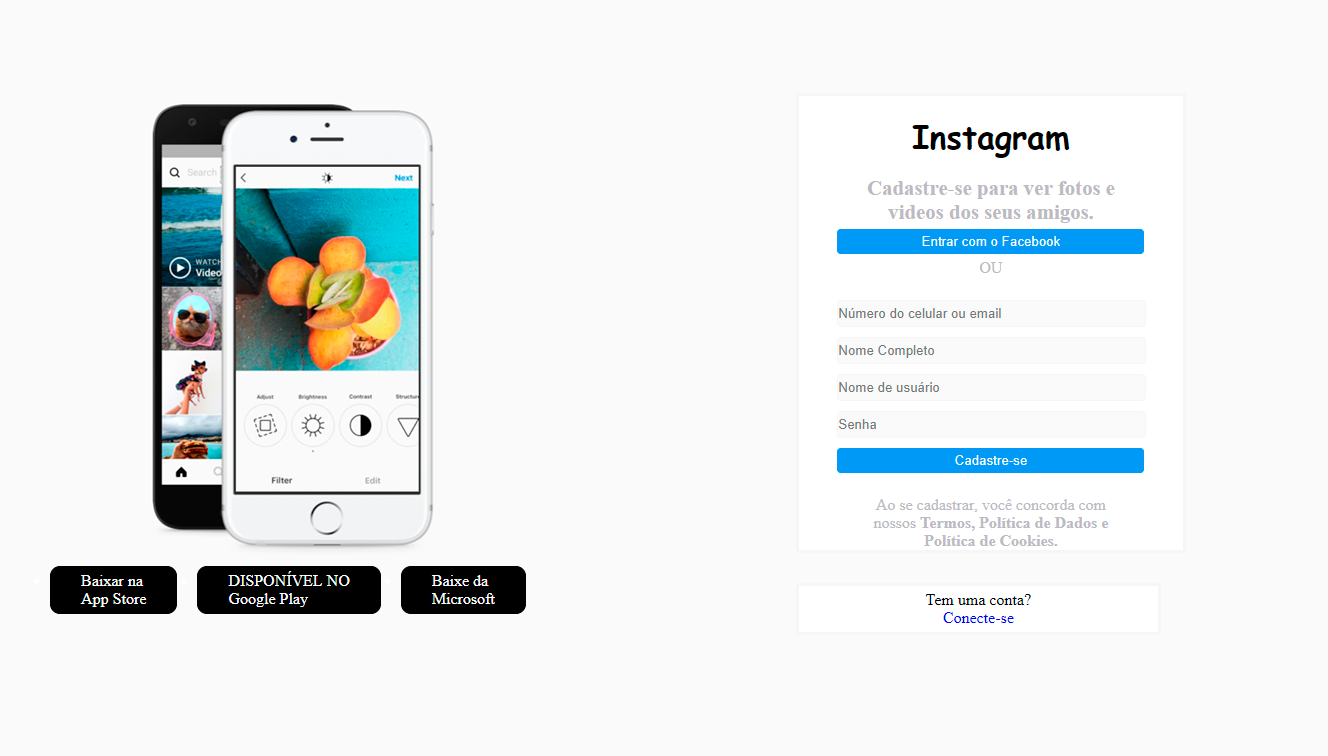 Search
WATCH
Video
Next
Adjust
Brightness
Contrast
Structure
Filter
Edit
Baixar na
App Store
DISPONÍVEL NO
Google Play
Baixe da
Microsoft
Instagram
Cadastre-se para ver fotos e
videos dos seus amigos.
Entrar com o Facebook
OU
Número do celular ou email
Nome Completo
Nome de usuário
Senha
Cadastre-se
Ao se cadastrar, você concorda com
nossos Termos, Política de Dados e
Política de Cookies.
Tem uma conta?
Conecte-se